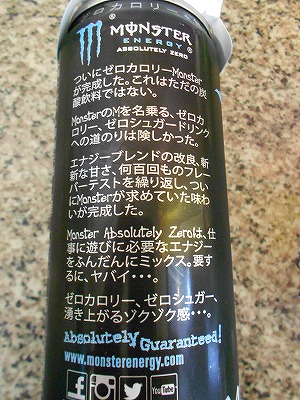 ゼロカロリー
MONSTER
ENERGY
ABSOLUTELY ZERO
ついにゼロカロリーMonster
が完成した。これはただの炭
酸飲料ではない。
MonsterのMを名乗る、ゼロカ
ロリー、ゼロシュガードリンク
への道のりは険しかった。
エナジーブレンドの改良、斬
新な甘さ、何百回ものフレー
バーテストを繰り返し、つい
にMonsterが求めていた味わ
いが完成した。
Monster Absolutely Zeroは、仕
事に遊びに必要なエナジー
をふんだんにミックス。要す
るに、ヤバイ・・・。
ゼロカロリー、ゼロシュガー、
湧き上がるゾクゾク感・・・。
Absolutely Guaranteed!
www.monsterenergy.com
You Tube